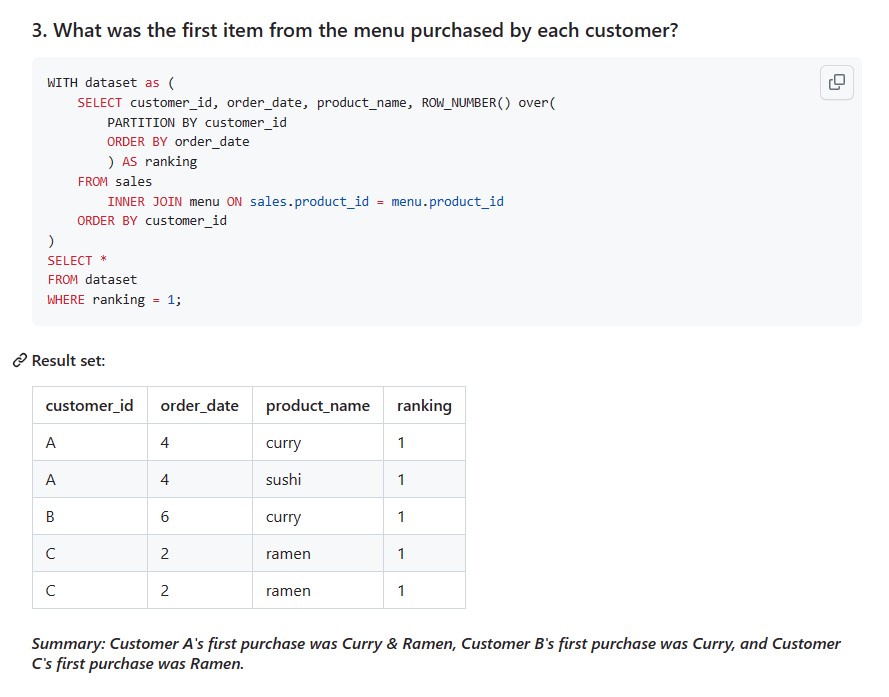 3. What was the first item from the menu purchased by each customer?
WITH dataset as (
SELECT customer_id, order_date, product_name, ROW_NUMBER() over(
PARTITION BY customer_id
ORDER BY order_date
) AS ranking
FROM sales
INNER JOIN menu ON sales.product_id = menu.product_id
ORDER BY customer_id
)
SELECT *
FROM dataset
WHERE ranking = 1;
Result set:
customer_id order_date product_name ranking
A 4 curry 1
A 4 sushi 1
B 6 curry 1
C 2 ramen 1
C 2 ramen 1
Summary: Customer A's first purchase was Curry & Ramen, Customer B's first purchase was Curry, and Customer
C's first purchase was Ramen.